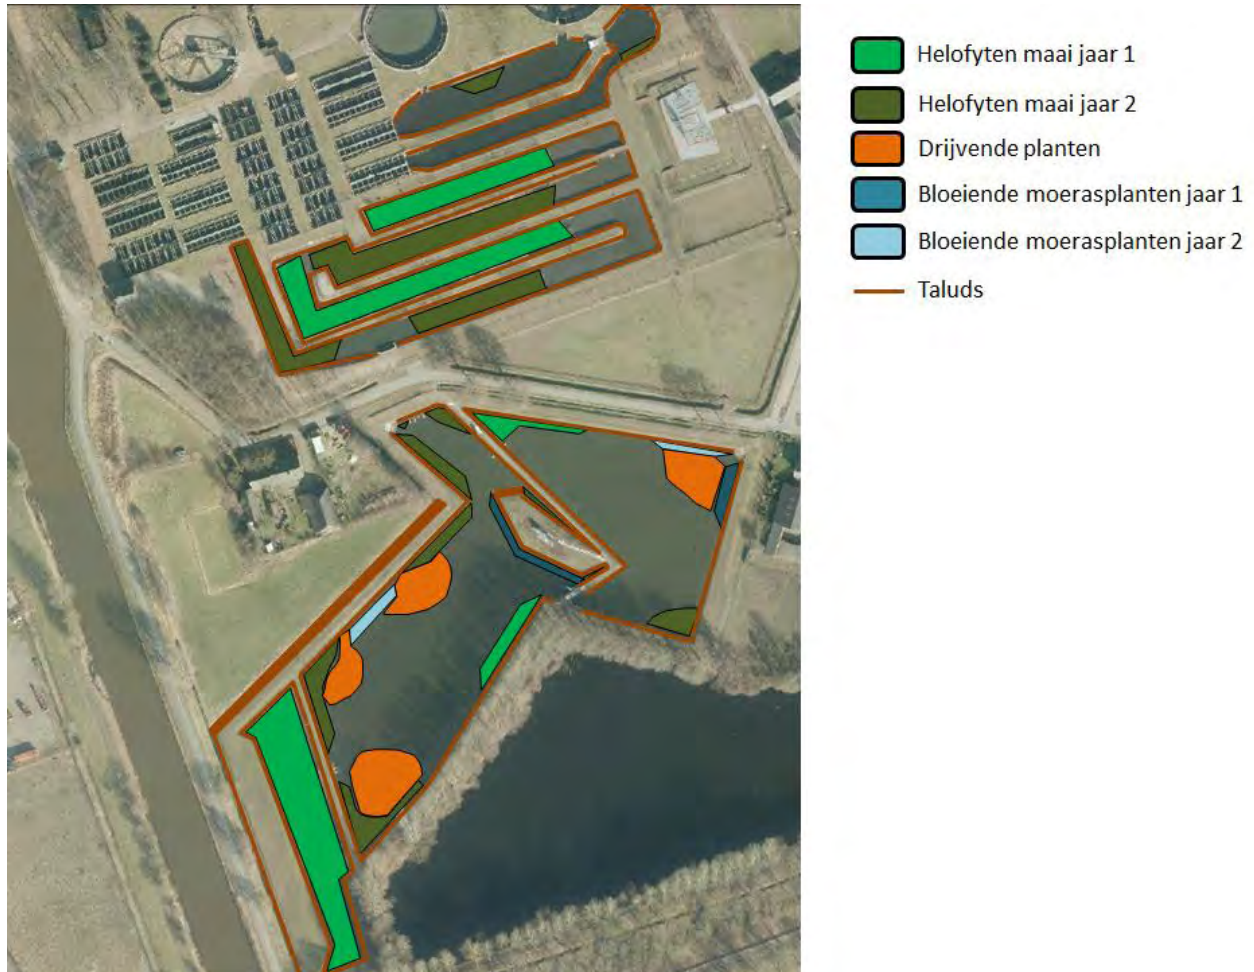 Helofyten maai jaar 1
Helofyten maai jaar 2
Drijvende planten
Bloeiende moerasplanten jaar 1
Bloeiende moerasplanten jaar 2
Taluds